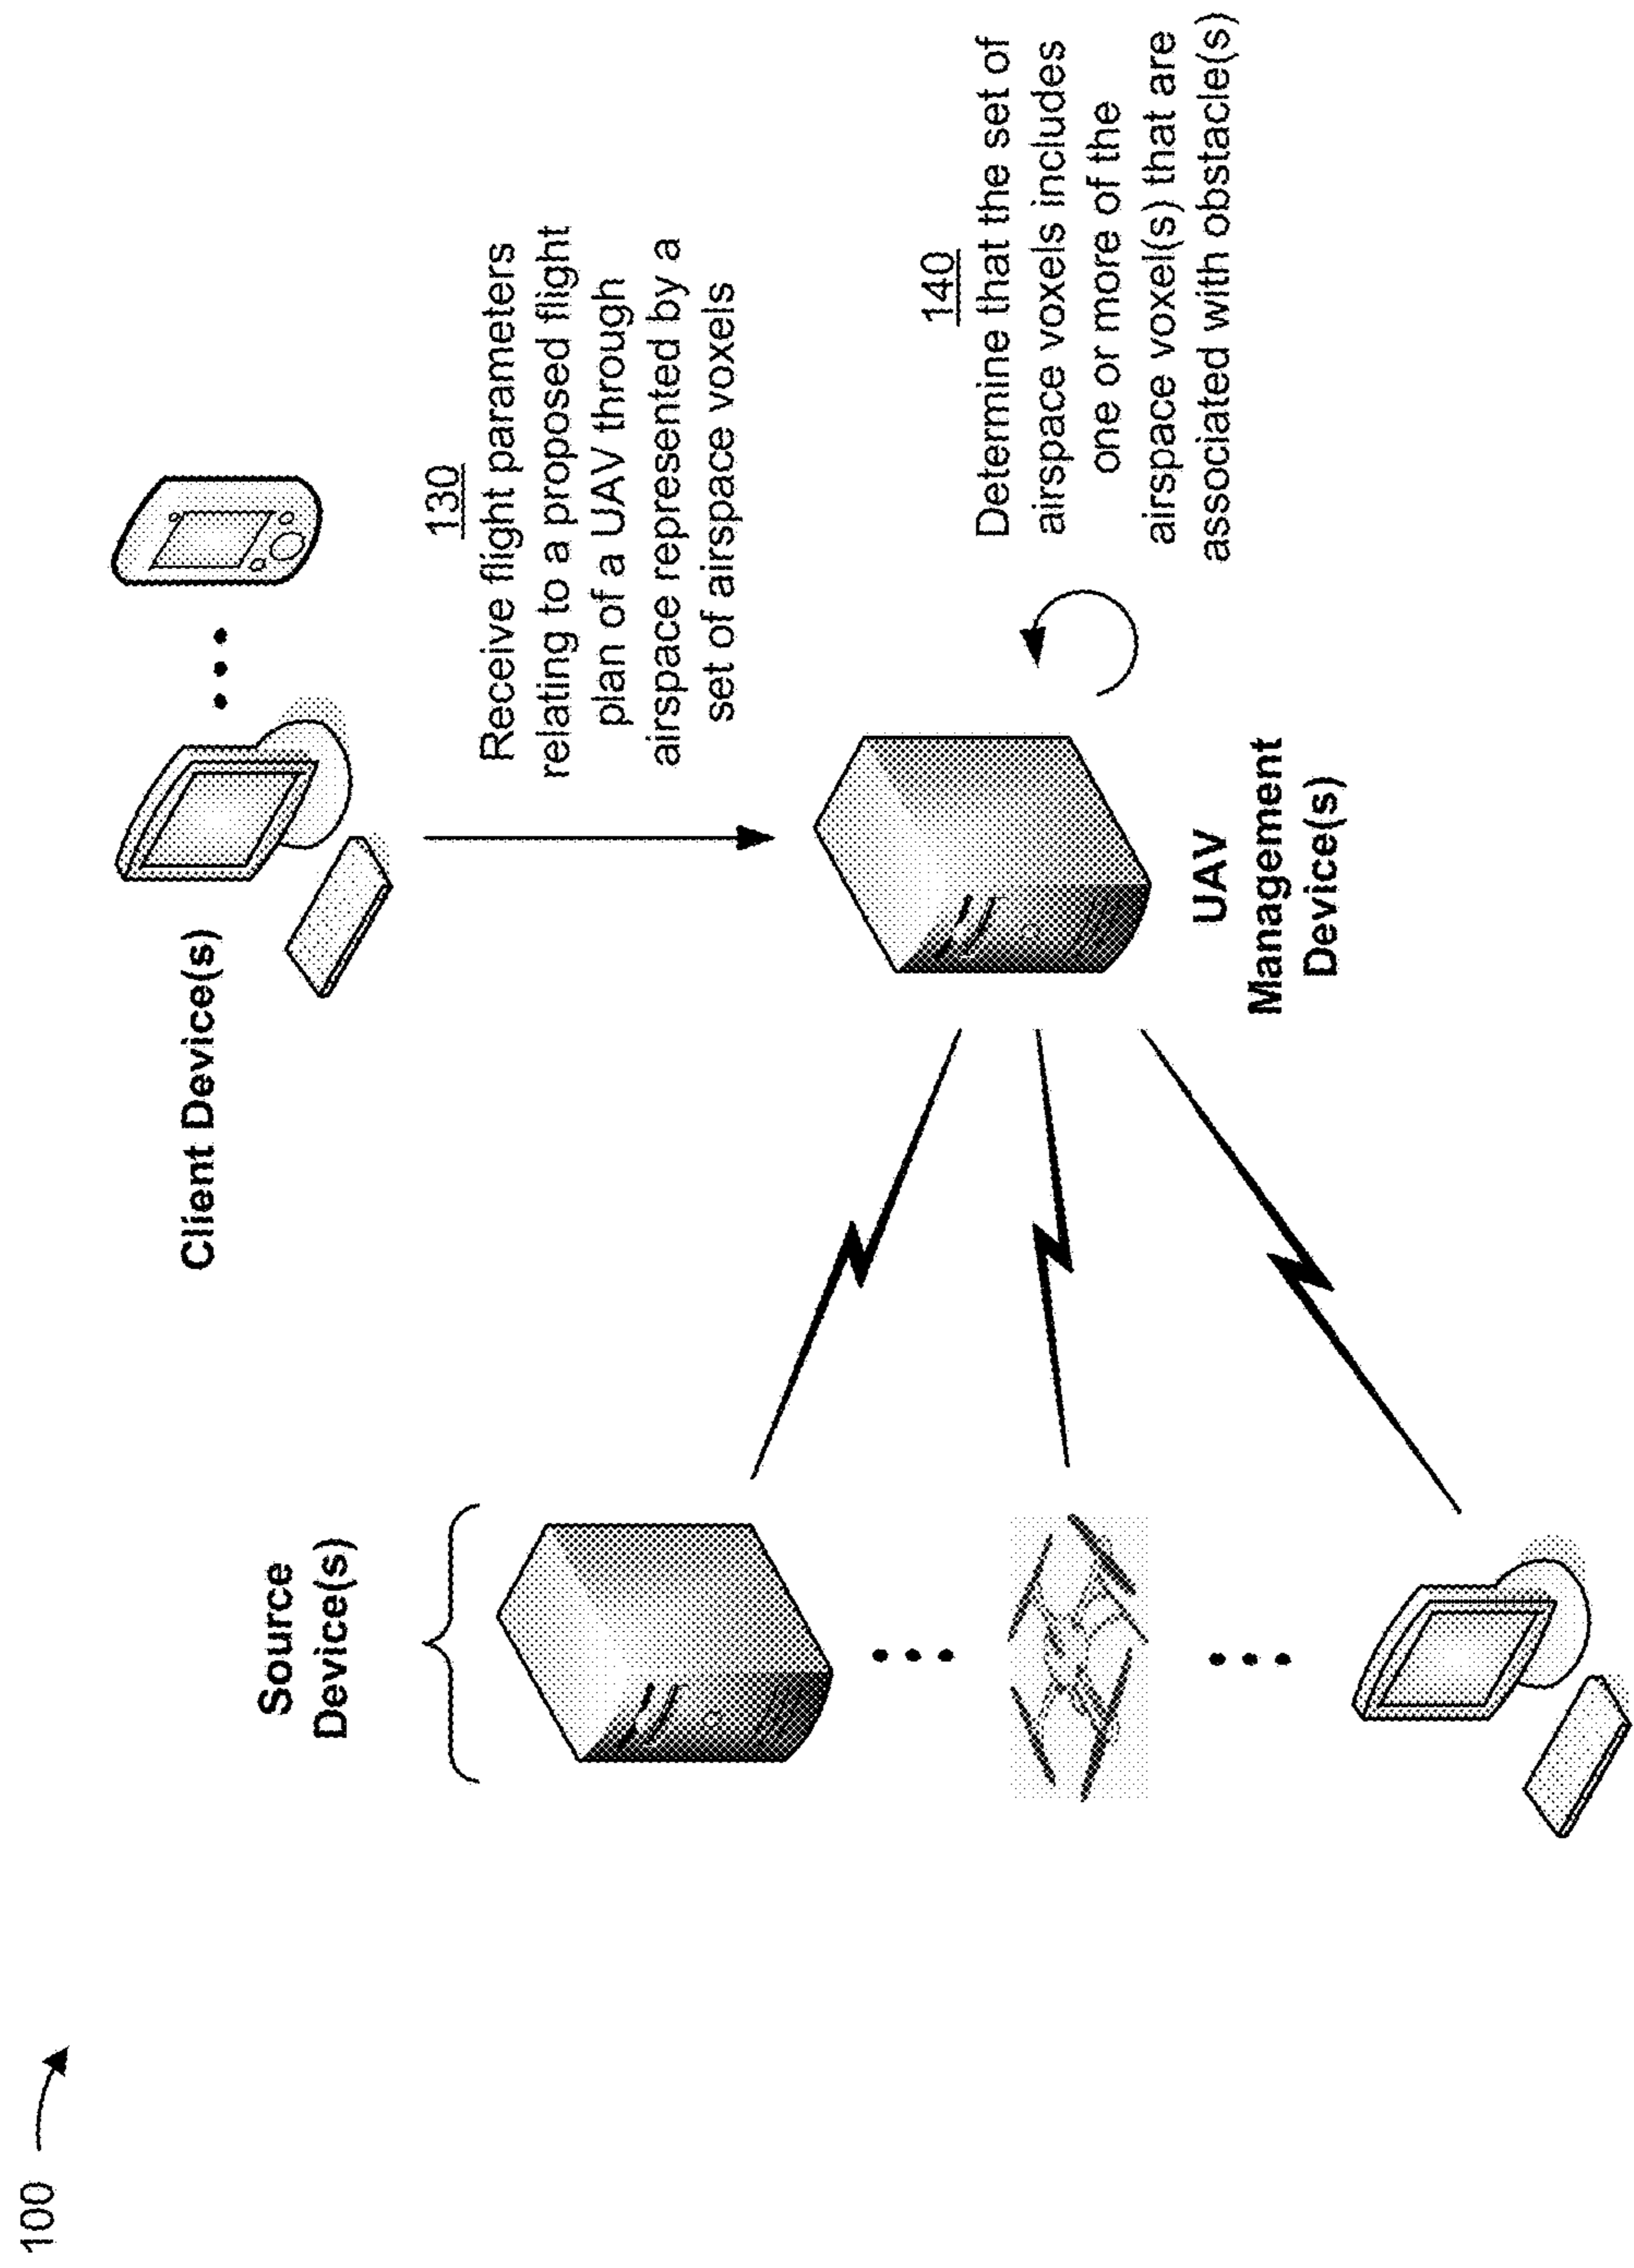 100
Client Device(s)
130
Receive flight parameters
relating to a proposed flight
plan of a UAV through
airspace represented by a
set of airspace voxels
Source
Device(s)
140
Determine that the set of
airspace voxels includes
one or more of the
airspace voxel(s) that are
associated with obstacle(s)
UAV
Management
Device(s)